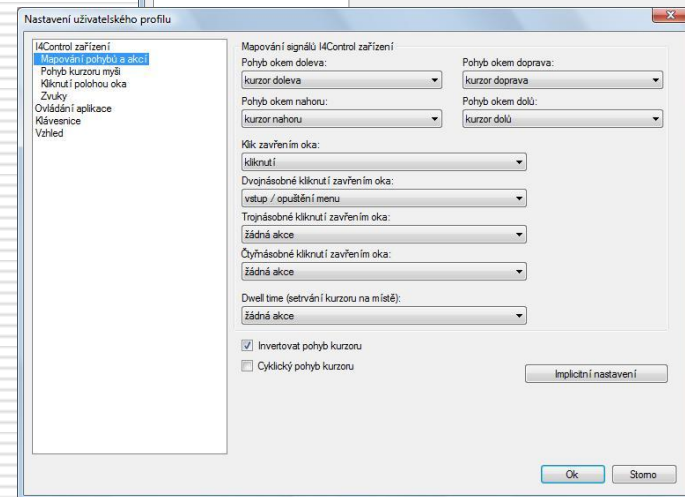 Nastavení uživatelského profilu
I4Control zařízení
Mapování pohybů a akcí
Pohyb kurzoru myši
Kliknutí polohou oka
Zvuky
Ovládání aplikace
Klávesnice
Vzhled
Mapování signálů I4Control zařízení
Pohyb okem doleva: Pohyb okem doprava:
kurzor doleva kurzor doprava
Pohyb okem nahoru: Pohyb okem dolů:
kurzor nahoru kurzor dolů
Klik zavřením oka:
kliknutí
Dvojnásobné kliknutí zavřením oka:
vstup / opuštění menu
Trojnásobné kliknutí zavřením oka:
žádná akce
Čtyřnásobné kliknutí zavřením oka:
žádná akce
Dwell time (setrvání kurzoru na místě):
žádná akce
Invertovat pohyb kurzoru
Cyklický pohyb kurzoru
Implicitní nastavení
Ok Storno